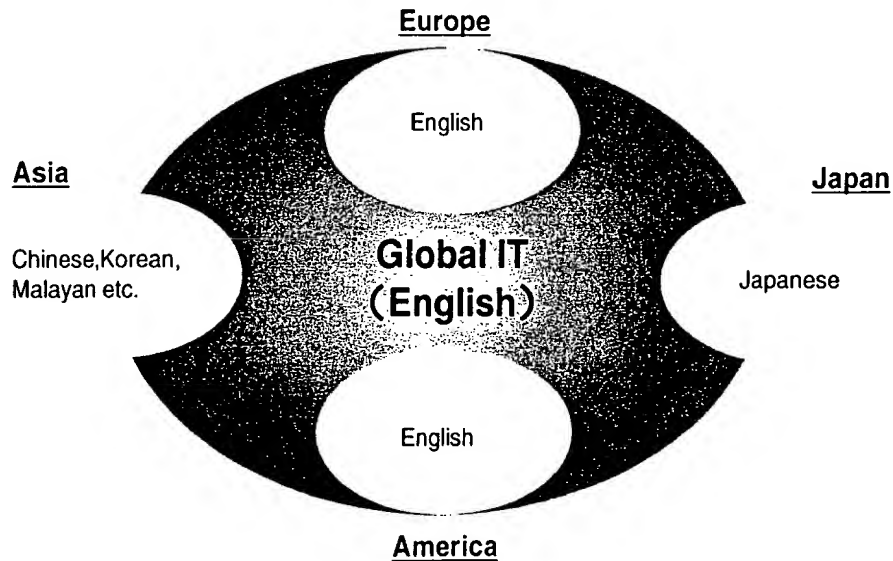 Europe
English
Asia
Japan
Chinese,Korean,
Malayan etc.
Global IT
(English)
Japanese
English
America